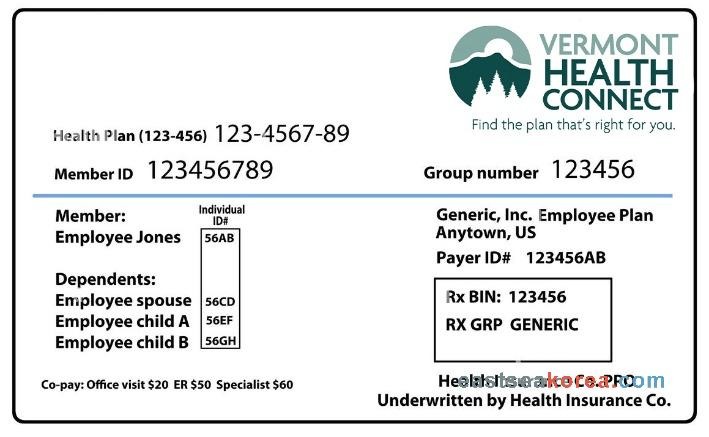 VERMONT
HEALTH
CONNECT
Find the plan that's right for you.
Health Plan (123-456) 123-4567-89
Member ID 123456789
Group number 123456
Member:
Individual
ID#
Employee Jones 56AB
Dependents:
Employee spouse 56CD
Employee child A 56EF
Employee child B 56GH
Generic, Inc. Employee Plan
Anytown, US
Payer ID# 123456AB
Rx BIN: 123456
RX GRP GENERIC
Co-pay: Office visit $20 ER $50 Specialist $60
Co. PPO
eastseakorea.com
Underwritten by Health Insurance Co.